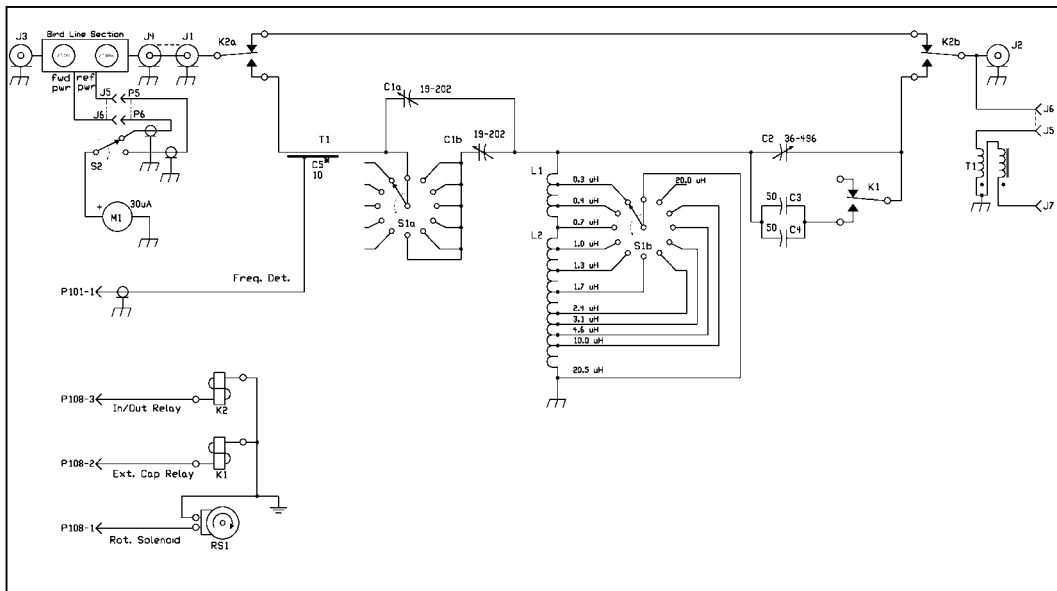 J3
Bird Line Section
J4
J1
K2a
K2b
J2
fwd
pwr
ref
pwr
J5
P5
J6
P6
S2
+
M1
30uA
C1a
19-202
C1b
19-202
T1
C5
10
S1a
Freq. Det.
P101-1
L1
0.3 uH
0.4 uH
0.7 uH
L2
1.0 uH
1.3 uH
1.7 uH
2.4 uH
3.1 uH
4.6 uH
10.0 uH
20.5 uH
20.0 uH
S1b
C2
36-496
50
C3
50
C4
K1
J6
J5
T1
J7
P108-3
In/Out Relay
K2
P108-2
Ext. Cap Relay
K1
P108-1
Rot. Solenoid
RS1